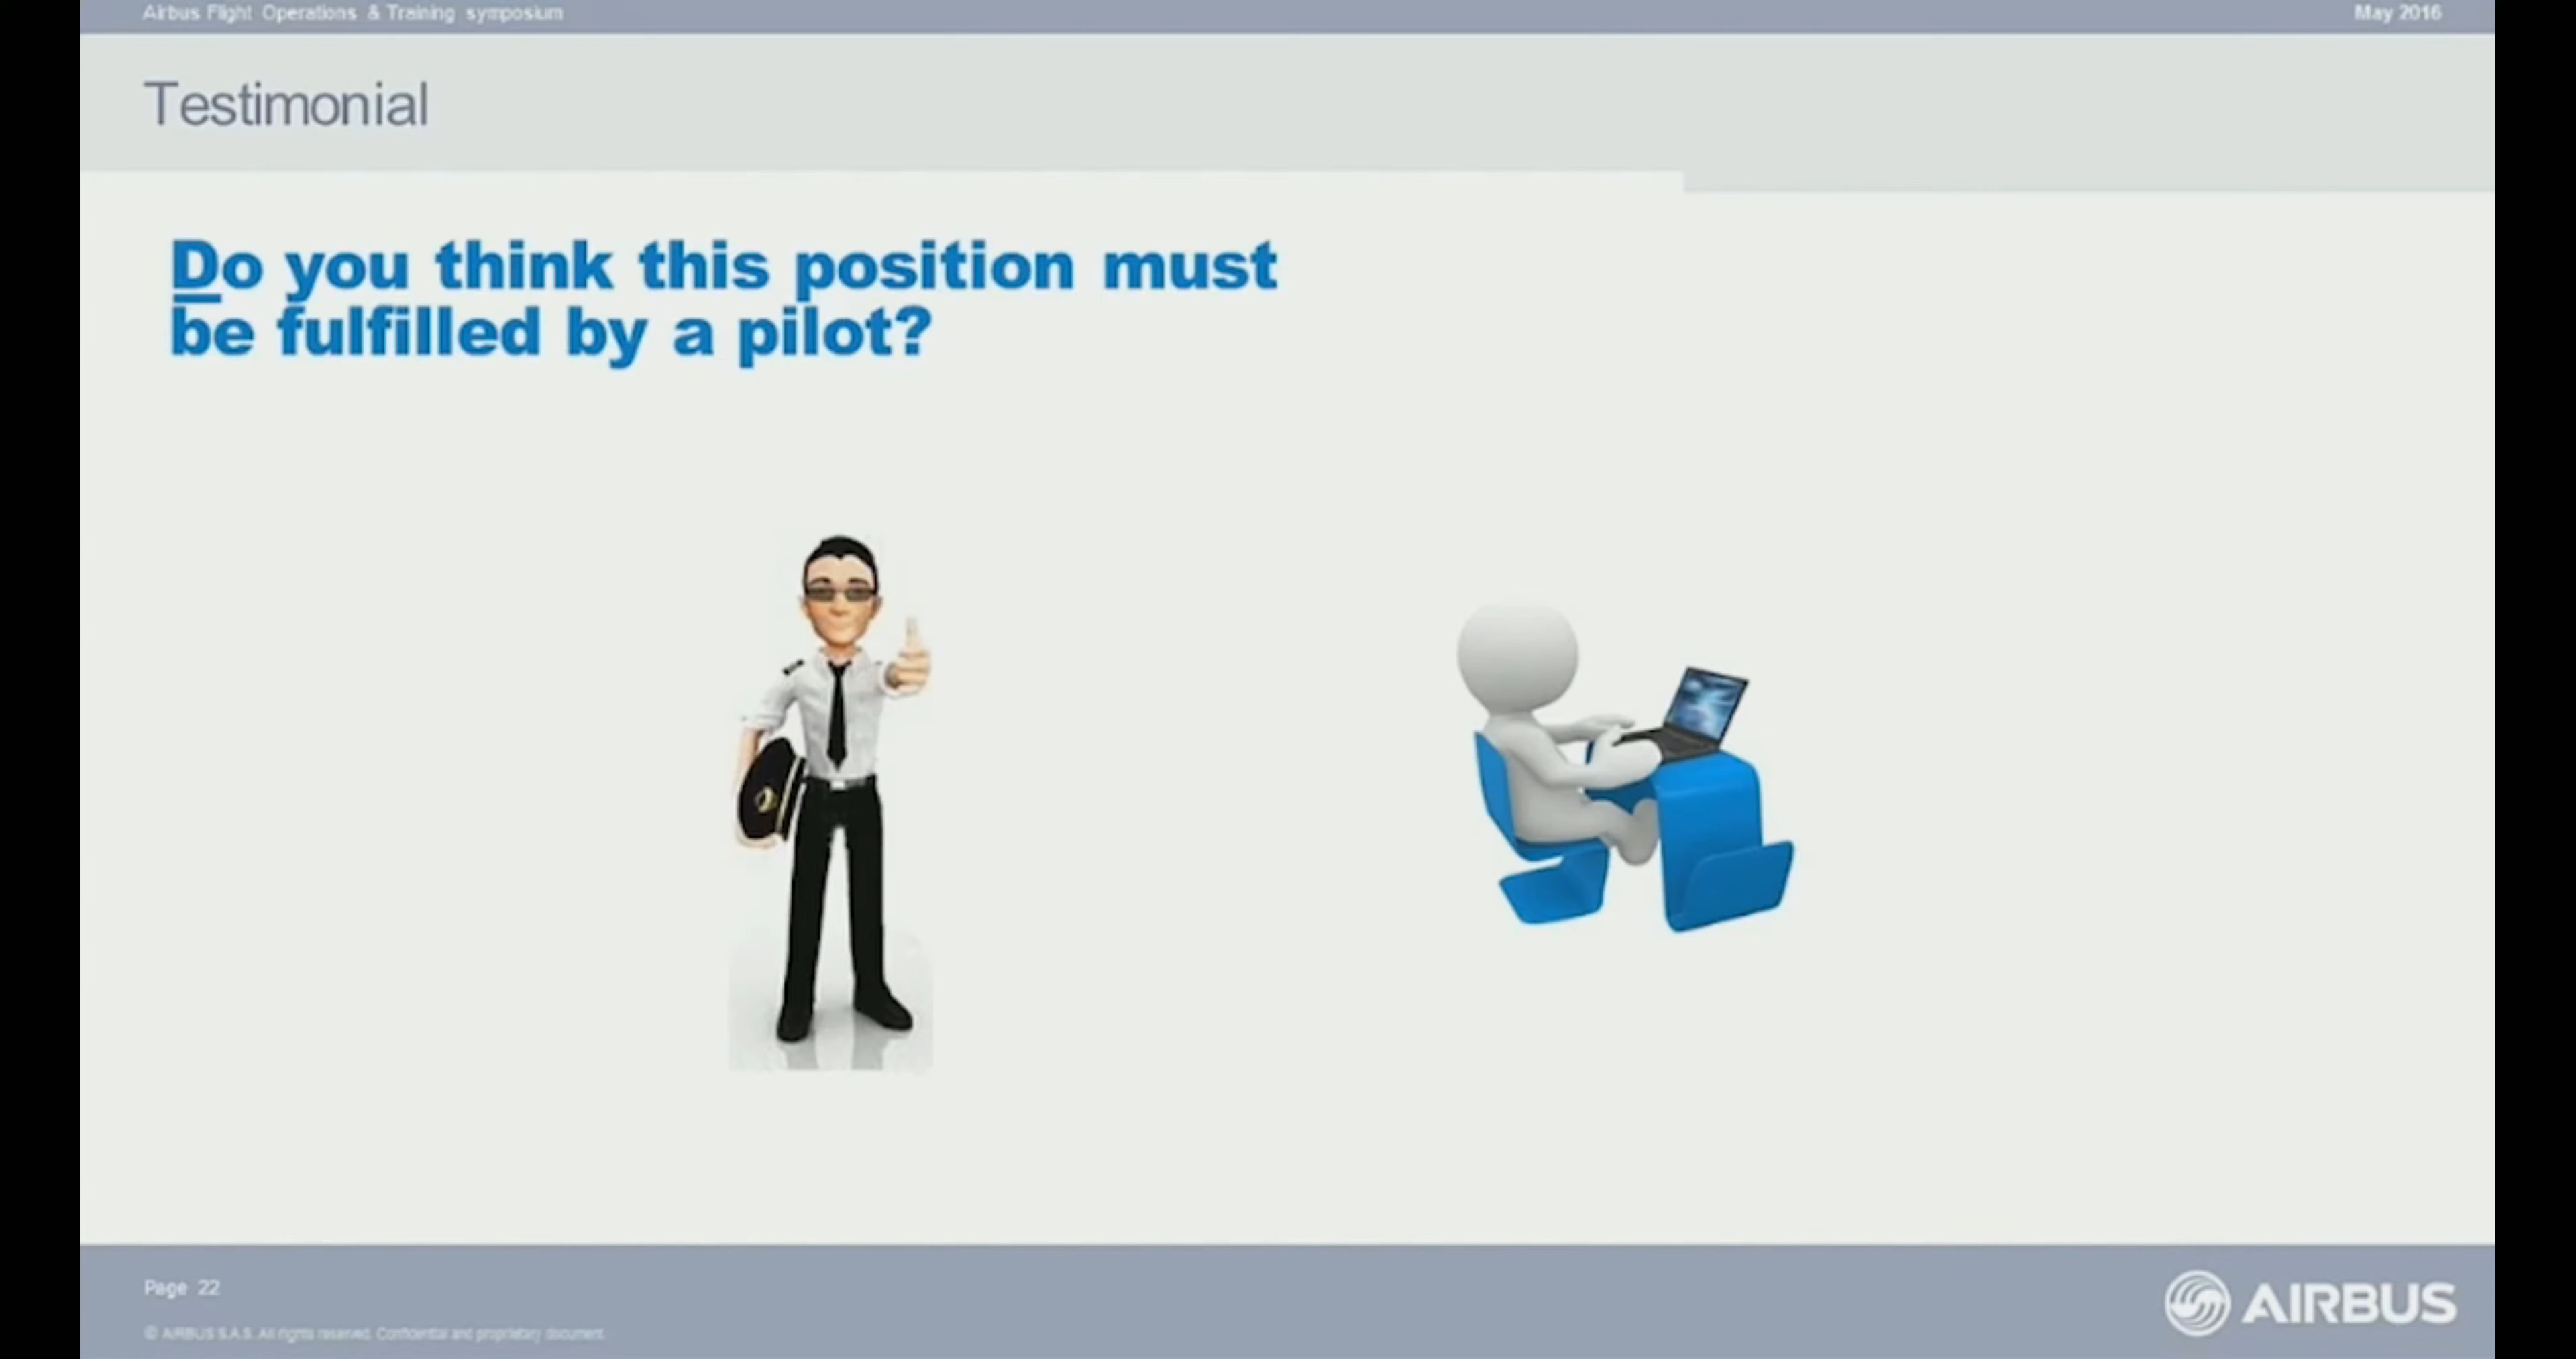 Airbus Flight Operations & Training symposium
May 2016
Testimonial
Do you think this position must
be fulfilled by a pilot?
Page 22
© AIRBUS S.A.S. All rights reserved. Confidential and proprietary document.
AIRBUS